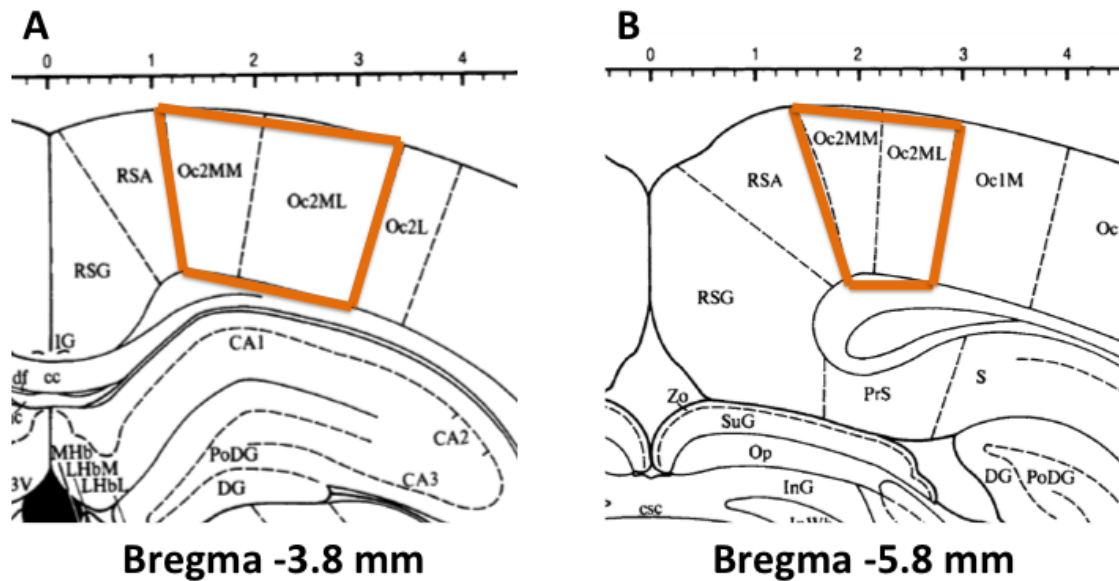 A
0 1 2 3 4
Oc2MM
RSA
Oc2ML
Oc2L
RSG
IG
CA1
df cc
CA2
MHb
LHbM
PoDG
3V LHbL
CA3
DG
Bregma -3.8 mm
B
0 1 2 3 4
Oc2MM
Oc2ML
RSA
Oc1M
Oc
RSG
S
Zo
PrS
SuG
Op
DG PoDG
InG
csc
Bregma -5.8 mm